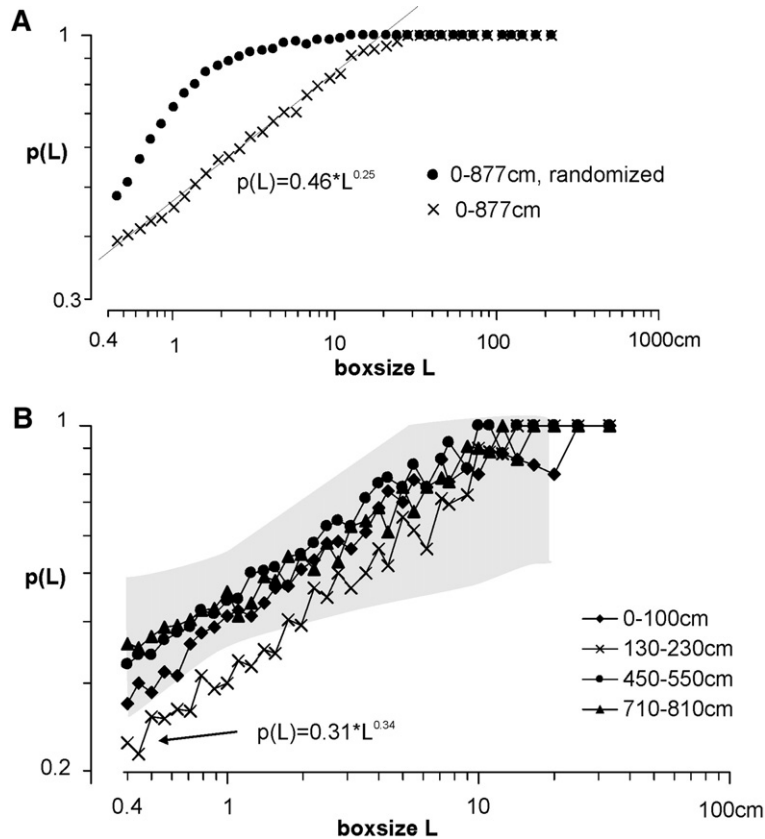 A
1
p(L)
0.3
p(L)=0.46*L^0.25
0-877cm, randomized
0-877cm
0.4 1 10 100 1000cm
boxsize L
B
1
p(L)
0.2
0-100cm
130-230cm
450-550cm
710-810cm
p(L)=0.31*L^0.34
0.4 1 10 100cm
boxsize L